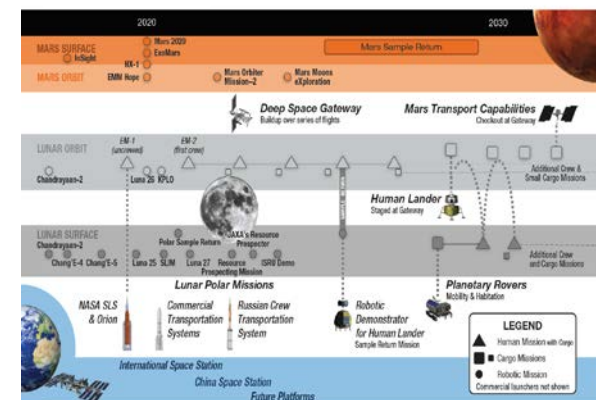 2020
2030
MARS SURFACE
InSight
Mars 2020
ExoMars
HX-1
Mars Sample Return
MARS ORBIT
EMM Hope
Mars Orbiter
Mission-2
Mars Moons
eXploration
Deep Space Gateway
Buildup over series of flights
Mars Transport Capabilities
Checkout at Gateway
LUNAR ORBIT
EM-1
(uncrewed)
EM-2
(first crew)
Chandrayaan-2
Luna 26
KPLO
Additional Crew &
Small Cargo Missions
Human Lander
Staged at Gateway
LUNAR SURFACE
Chandrayaan-2
Chang'E-4
Chang'E-5
Polar Sample Return
Luna 25
SLIM
Luna 27
JAXA's Resource
Prospector
Resource
Prospecting Mission
ISRU Demo
Additional Crew
and Cargo Missions
Lunar Polar Missions
Planetary Rovers
Mobility & Habitation
NASA SLS
& Orion
Commercial
Transportation
Systems
Russian Crew
Transportation
System
Robotic
Demonstrator
for Human Lander
Sample Return Mission
LEGEND
Human Mission with Cargo
Cargo Missions
Robotic Mission
Commercial launchers not shown
International Space Station
China Space Station
Future Platforms